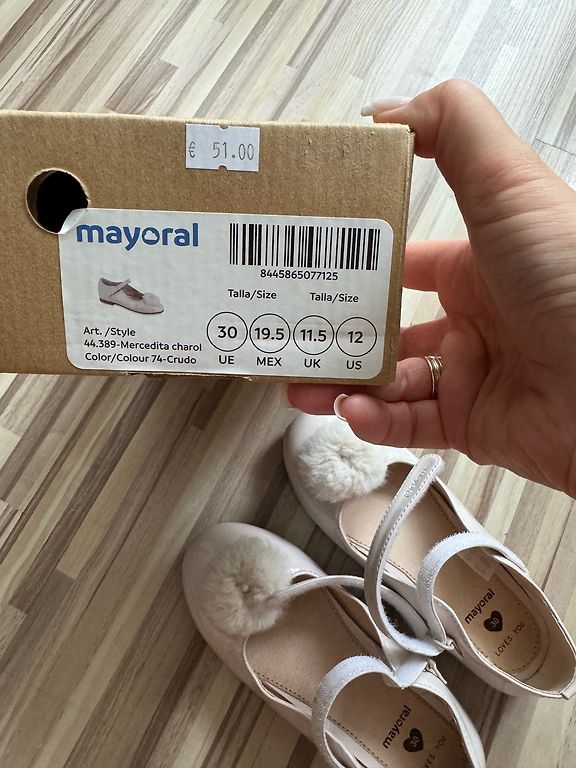 € 51.00
mayoral
8445865077125
Talla/Size Talla/Size
Art. /Style
44.389-Mercedita charol
Color/Colour 74-Crudo
30 19.5 11.5 12
UE MEX UK US
mayoral
30
LOVES YOU
mayoral
30